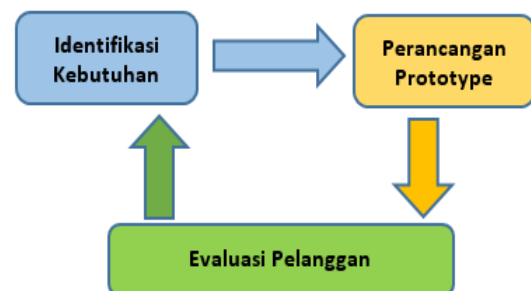 Identifikasi
Kebutuhan
Perancangan
Prototype
Evaluasi Pelanggan